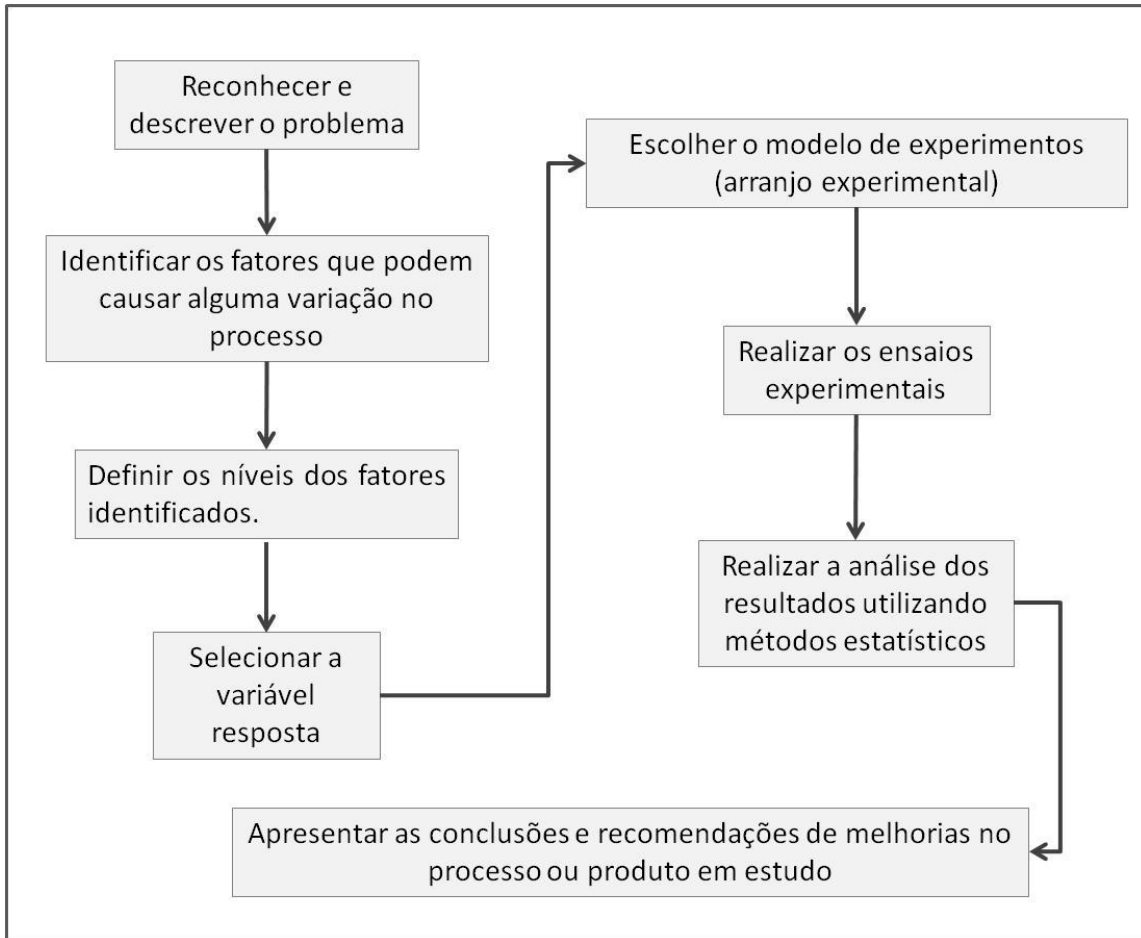 Reconhecer e
descrever o problema
Identificar os fatores que podem
causar alguma variação no
processo
Definir os níveis dos fatores
identificados.
Selecionar a
variável
resposta
Escolher o modelo de experimentos
(arranjo experimental)
Realizar os ensaios
experimentais
Realizar a análise dos
resultados utilizando
métodos estatísticos
Apresentar as conclusões e recomendações de melhorias no
processo ou produto em estudo